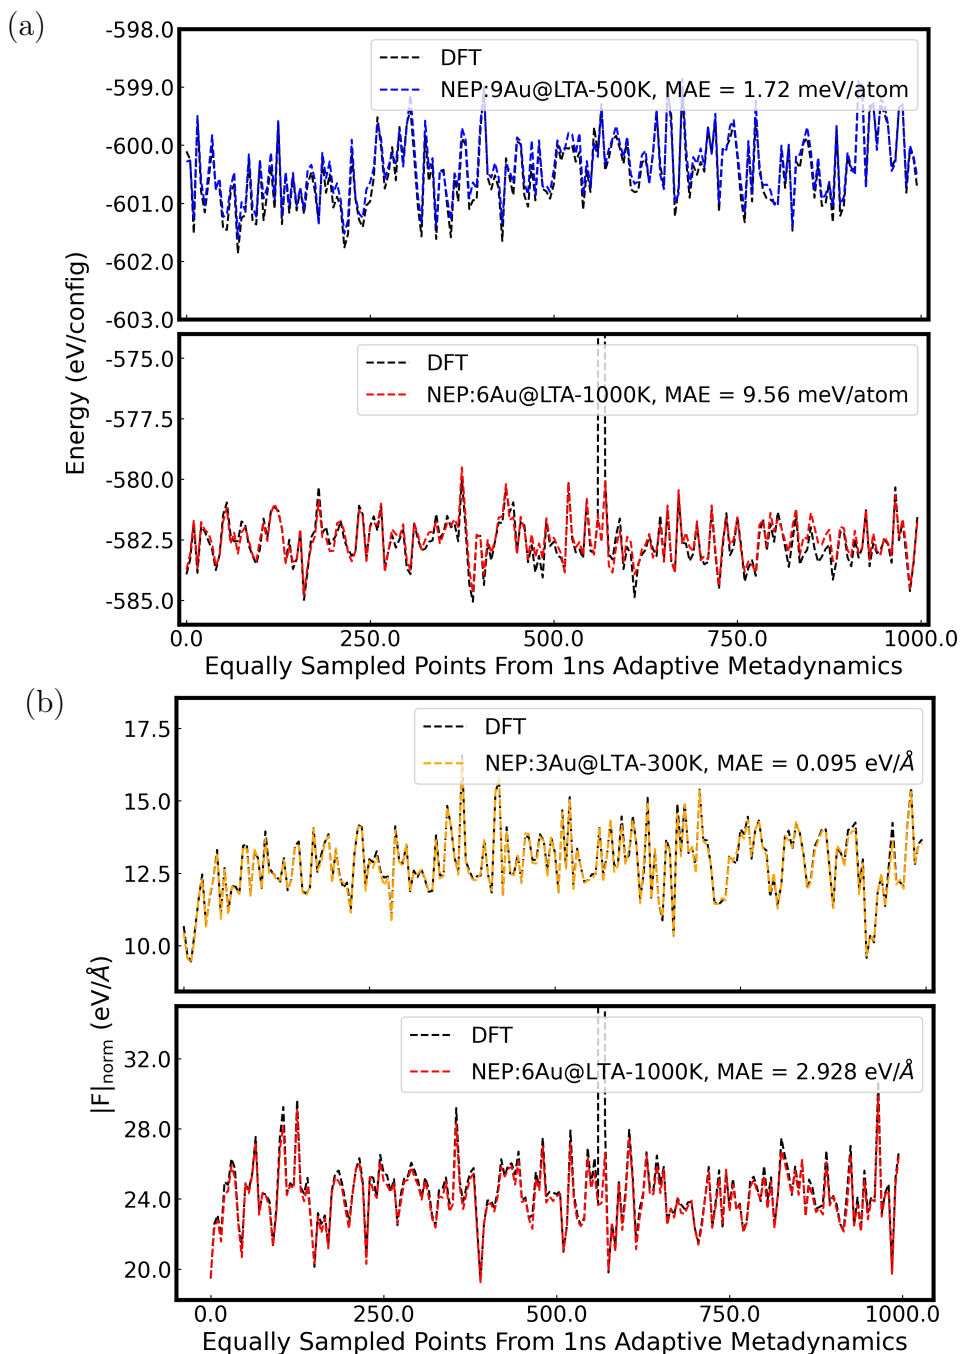 (a)
-598.0
-599.0
-600.0
-601.0
-602.0
-603.0
DFT
NEP:9Au@LTA-500K, MAE = 1.72 meV/atom
Energy (eV/config)
-575.0
-577.5
-580.0
-582.5
-585.0
DFT
NEP:6Au@LTA-1000K, MAE = 9.56 meV/atom
0.0 250.0 500.0 750.0 1000.0
Equally Sampled Points From 1ns Adaptive Metadynamics
(b)
17.5
15.0
12.5
10.0
DFT
NEP:3Au@LTA-300K, MAE = 0.095 eV/Å
|F|norm (eV/Å)
32.0
28.0
24.0
20.0
DFT
NEP:6Au@LTA-1000K, MAE = 2.928 eV/Å
0.0 250.0 500.0 750.0 1000.0
Equally Sampled Points From 1ns Adaptive Metadynamics